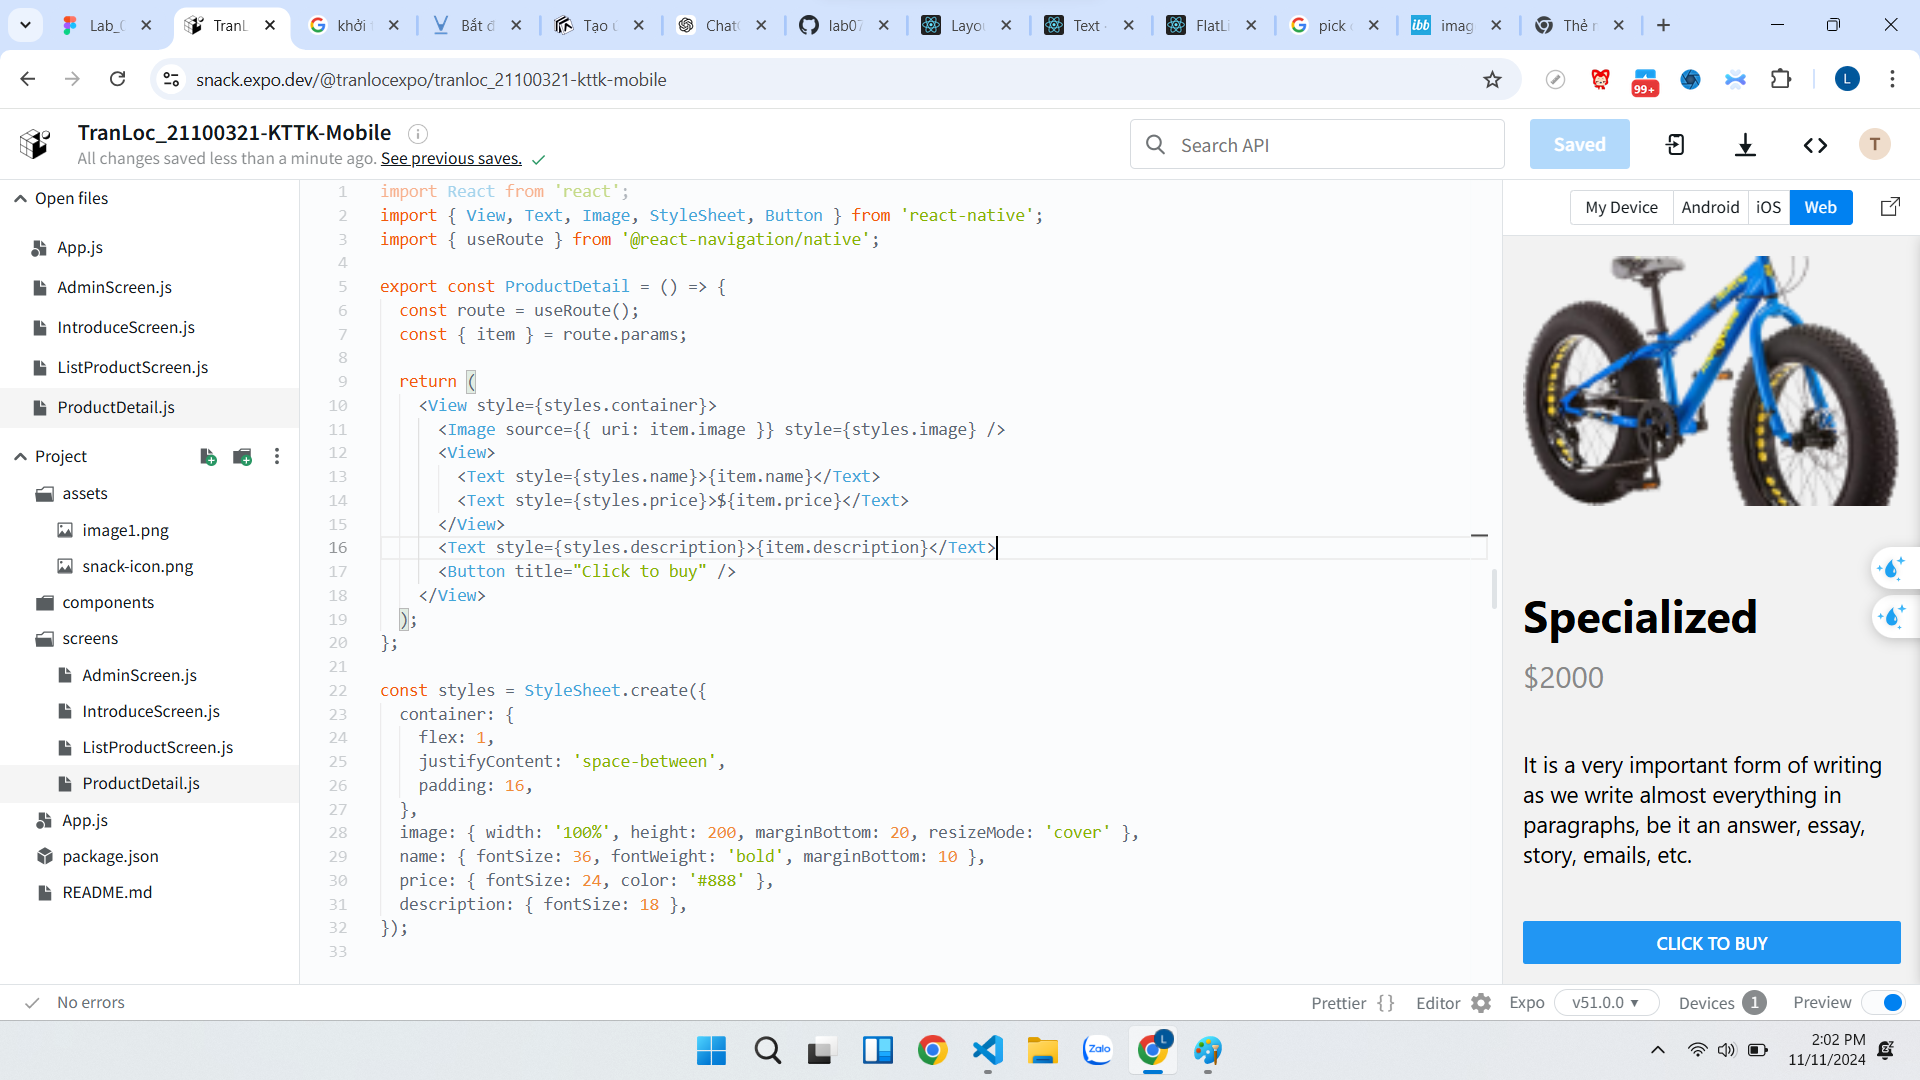 Lab_0
TranL
khởi t
Bắt đ
Tạo ứ
Chat
lab07
Layo
Text
FlatLi
pick c
ibb
imag
Thẻ r
snack.expo.dev/@tranlocexpo/tranloc_21100321-kttk-mobile
99+
L
TranLoc_21100321-KTTK-Mobile
All changes saved less than a minute ago. See previous saves.
Search API
Saved
T
Open files
App.js
AdminScreen.js
IntroduceScreen.js
ListProductScreen.js
ProductDetail.js
Project
assets
image1.png
snack-icon.png
components
screens
AdminScreen.js
IntroduceScreen.js
ListProductScreen.js
ProductDetail.js
App.js
package.json
README.md
1 import React from 'react';
2 import { View, Text, Image, StyleSheet, Button } from 'react-native';
3 import { useRoute } from '@react-navigation/native';
4
5 export const ProductDetail = () => {
6 const route = useRoute();
7 const { item } = route.params;
8
9 return (
10 <View style={styles.container}>
11 <Image source={{ uri: item.image }} style={styles.image} />
12 <View>
13 <Text style={styles.name}>{item.name}</Text>
14 <Text style={styles.price}>${item.price}</Text>
15 </View>
16 <Text style={styles.description}>{item.description}</Text>
17 <Button title="Click to buy" />
18 </View>
19 );
20 };
21
22 const styles = StyleSheet.create({
23 container: {
24 flex: 1,
25 justifyContent: 'space-between',
26 padding: 16,
27 },
28 image: { width: '100%', height: 200, marginBottom: 20, resizeMode: 'cover' },
29 name: { fontSize: 36, fontWeight: 'bold', marginBottom: 10 },
30 price: { fontSize: 24, color: '#888' },
31 description: { fontSize: 18 },
32 });
33
My Device Android iOS Web
Specialized
$2000
It is a very important form of writing
as we write almost everything in
paragraphs, be it an answer, essay,
story, emails, etc.
CLICK TO BUY
No errors
Prettier { } Editor Expo v51.0.0 Devices 1 Preview
Zalo
L
2:02 PM
11/11/2024